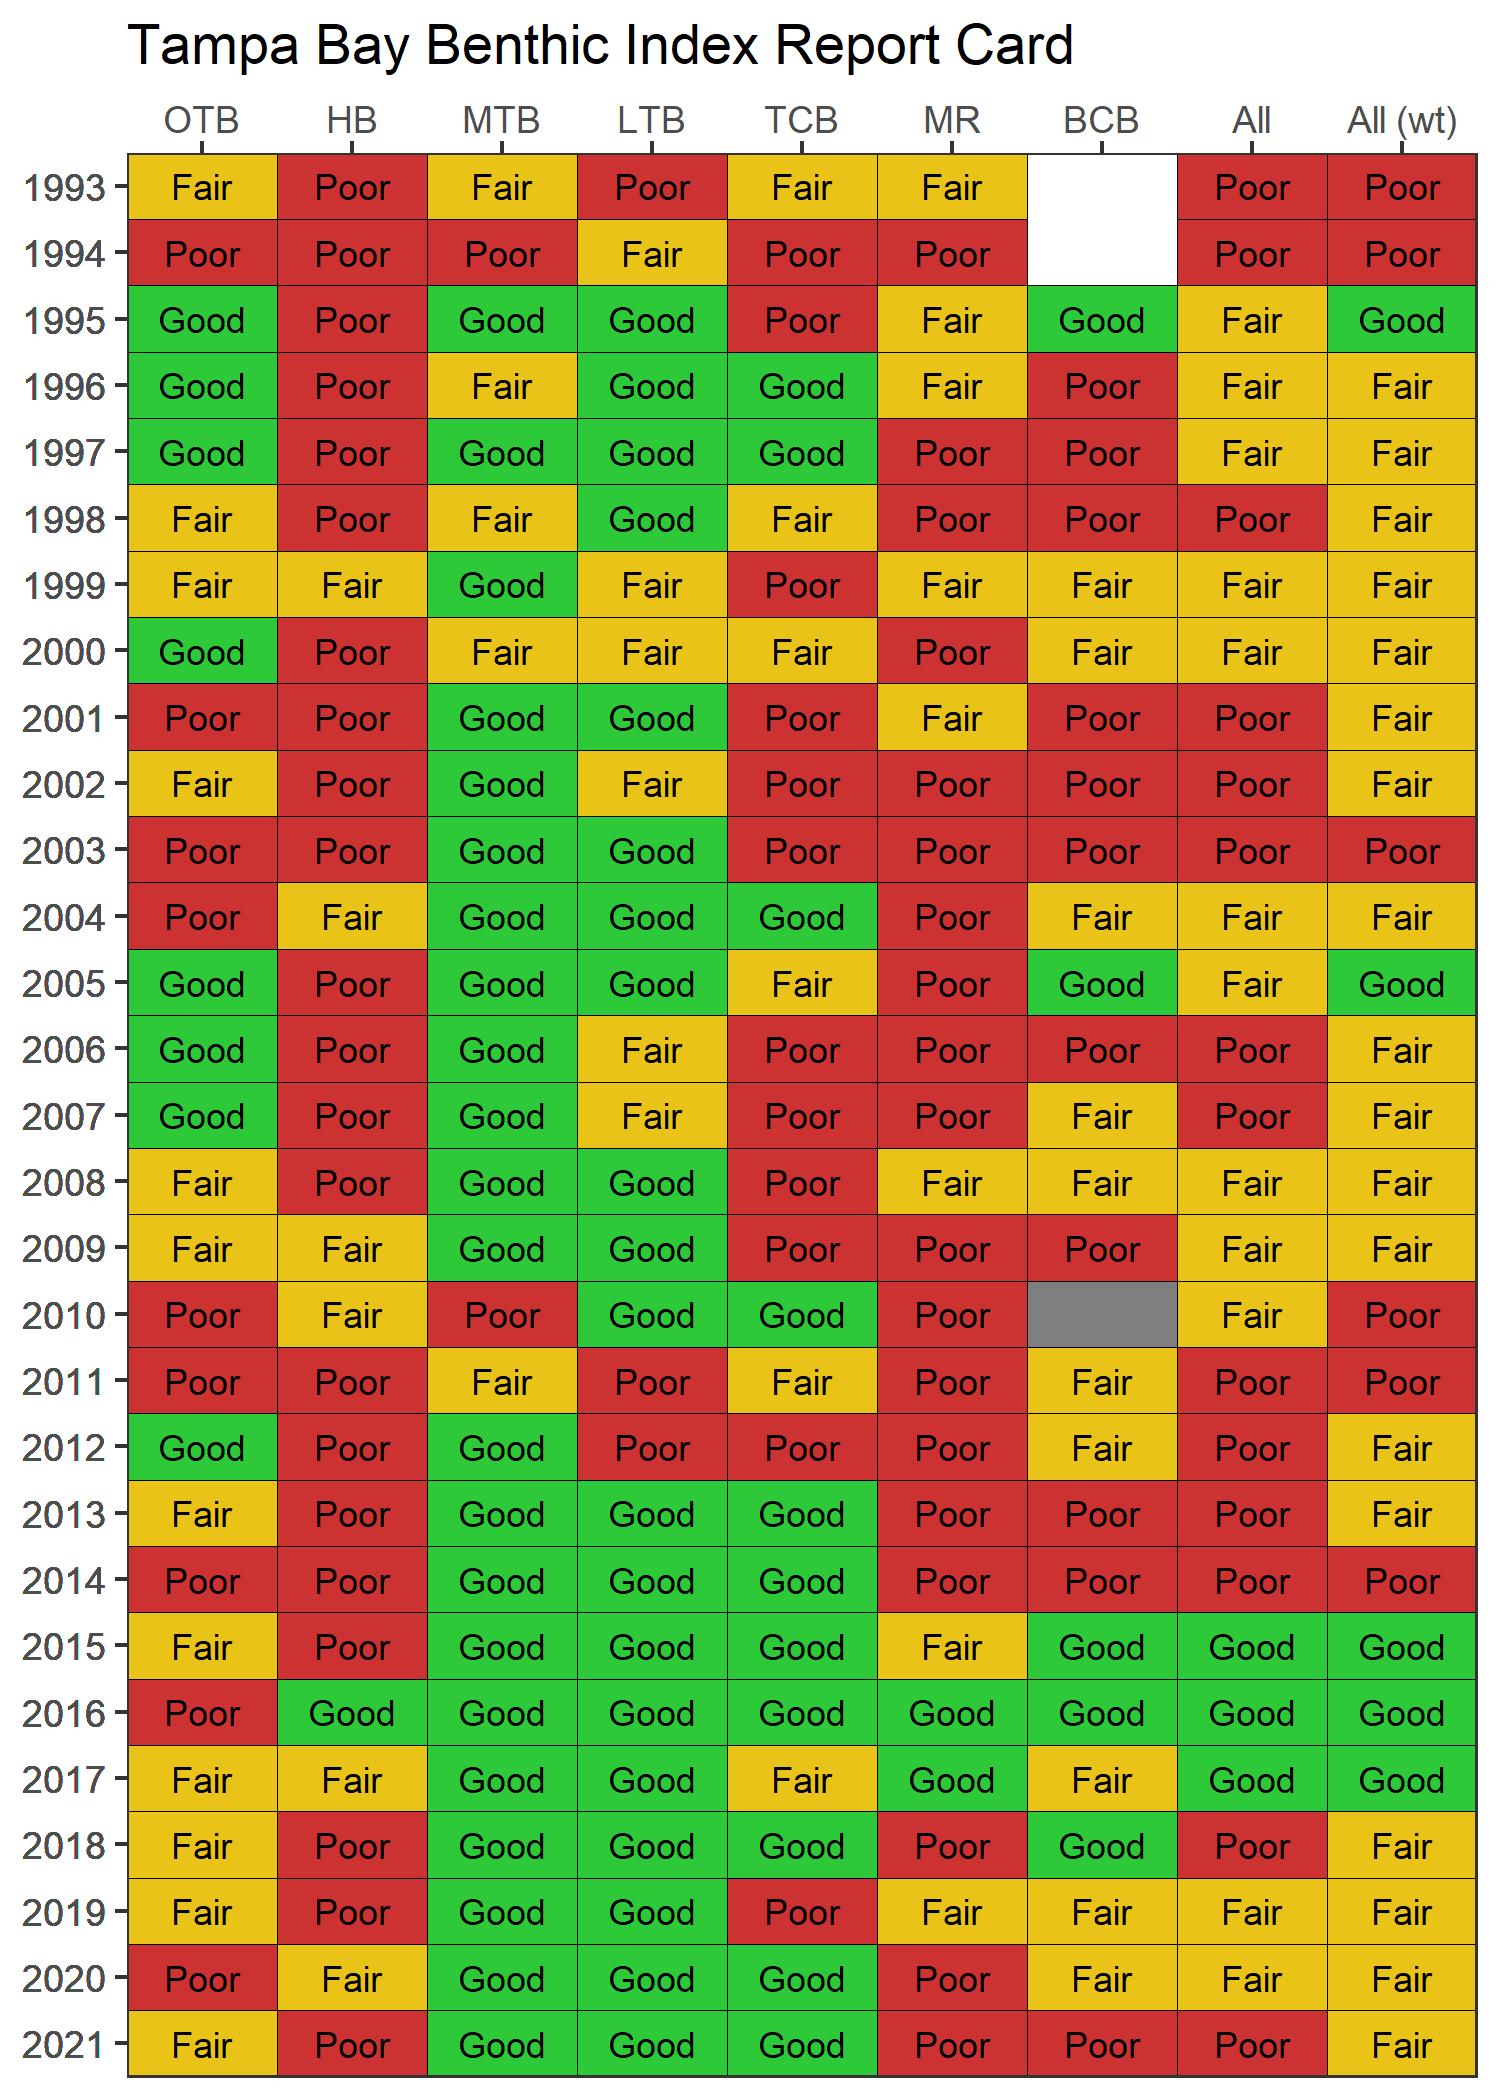 Tampa Bay Benthic Index Report Card
OTB HB MTB LTB TCB MR BCB All All (wt)
1993 Fair Poor Fair Poor Fair Fair Poor Poor
1994 Poor Poor Poor Fair Poor Poor Poor Poor
1995 Good Poor Good Good Poor Fair Good Fair Good
1996 Good Poor Fair Good Good Fair Poor Fair Fair
1997 Good Poor Good Good Good Poor Poor Fair Fair
1998 Fair Poor Fair Good Fair Poor Poor Poor Fair
1999 Fair Fair Good Fair Poor Fair Fair Fair Fair
2000 Good Poor Fair Fair Fair Poor Fair Fair Fair
2001 Poor Poor Good Good Poor Fair Poor Poor Fair
2002 Fair Poor Good Fair Poor Poor Poor Poor Fair
2003 Poor Poor Good Good Poor Poor Poor Poor Poor
2004 Poor Fair Good Good Good Poor Fair Fair Fair
2005 Good Poor Good Good Fair Poor Good Fair Good
2006 Good Poor Good Fair Poor Poor Poor Poor Fair
2007 Good Poor Good Fair Poor Poor Fair Poor Fair
2008 Fair Poor Good Good Poor Fair Fair Fair Fair
2009 Fair Fair Good Good Poor Poor Poor Fair Fair
2010 Poor Fair Poor Good Good Poor Fair Poor
2011 Poor Poor Fair Poor Fair Poor Fair Poor Poor
2012 Good Poor Good Poor Poor Poor Fair Poor Fair
2013 Fair Poor Good Good Good Poor Poor Poor Fair
2014 Poor Poor Good Good Good Poor Poor Poor Poor
2015 Fair Poor Good Good Good Fair Good Good Good
2016 Poor Good Good Good Good Good Good Good Good
2017 Fair Fair Good Good Fair Good Fair Good Good
2018 Fair Poor Good Good Good Poor Good Poor Fair
2019 Fair Poor Good Good Poor Fair Fair Fair Fair
2020 Poor Fair Good Good Good Poor Fair Fair Fair
2021 Fair Poor Good Good Good Poor Poor Poor Fair